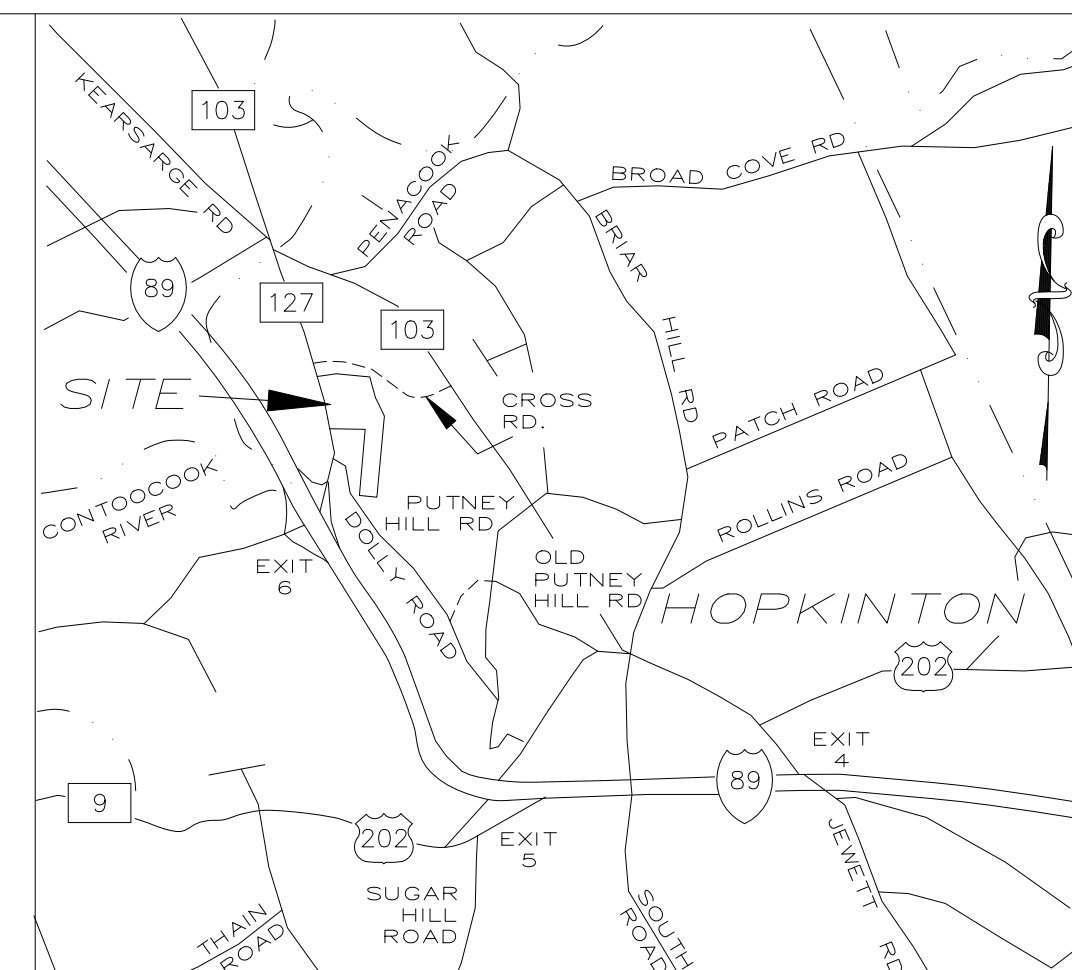 KEARSARGE RD
103
PENACOOK
ROAD
BROAD COVE RD
BRIAR
HILL RD
89
127
103
SITE
CROSS
RD.
PATCH ROAD
ROLLINS ROAD
CONTOOCOOK
RIVER
PUTNEY
HILL RD
DOLLY ROAD
EXIT
6
OLD
PUTNEY
HILL RD
HOPKINTON
202
EXIT
4
89
9
202
EXIT
5
JEWETT
RD
SUGAR
HILL
ROAD
THAIN
ROAD
SOUTH
ROAD